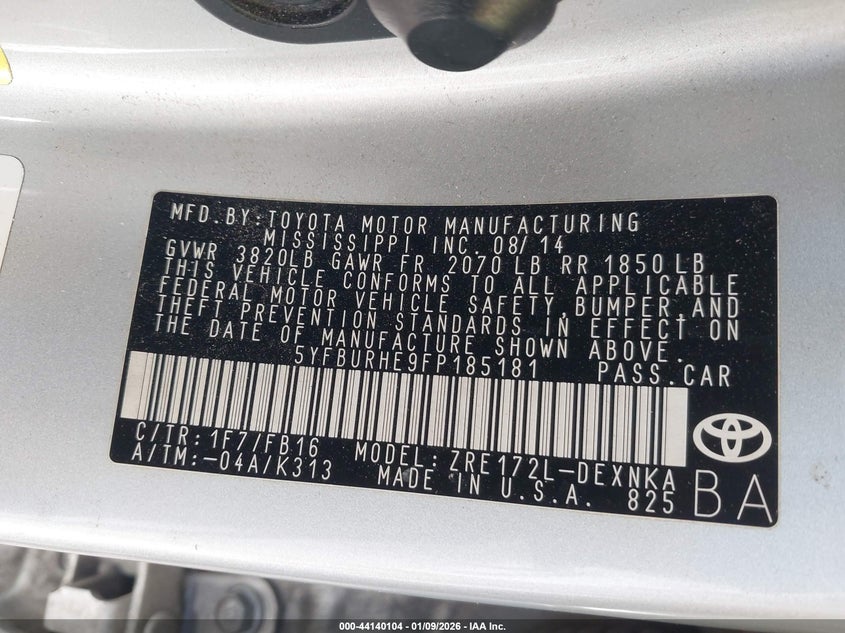 MFD. BY: TOYOTA MOTOR MANUFACTURING
MISSISSIPPI INC. 08/14
GVWR 3820LB GAWR FR 2070 LB RR 1850 LB
THIS VEHICLE CONFORMS TO ALL APPLICABLE
FEDERAL MOTOR VEHICLE SAFETY, BUMPER, AND
THEFT PREVENTION STANDARDS IN EFFECT ON
THE DATE OF MANUFACTURE SHOWN ABOVE.
5YFBURHE9FP185181 PASS. CAR
C/TR: 1F7/FB16 MODEL: ZRE172L-DEXNKA
A/TM: -04A/K313 MADE IN U.S.A. 825
BA
000-44140104 - 01/09/2026 - IAA Inc.